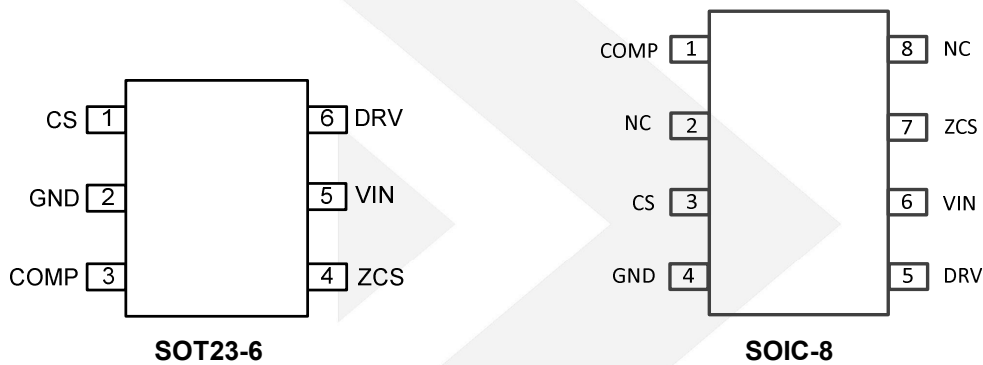 CS 1 6 DRV
GND 2 5 VIN
COMP 3 4 ZCS
SOT23-6
COMP 1 8 NC
NC 2 7 ZCS
CS 3 6 VIN
GND 4 5 DRV
SOIC-8